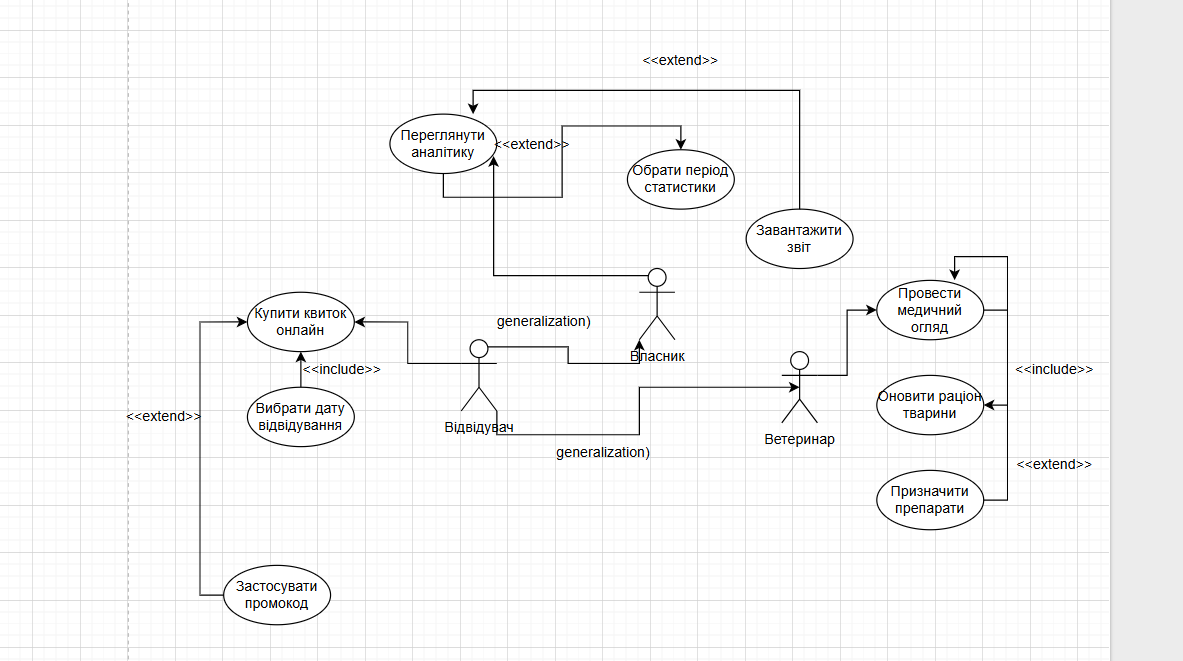 <<extend>>
Переглянути
аналітику
<<extend>>
Обрати період
статистики
Завантажити
звіт
Купити квиток
онлайн
generalization)
Власник
Провести
медичний
огляд
<<include>>
<<include>>
Вибрати дату
відвідування
<<extend>>
Відвідувач
Ветеринар
Оновити раціон
тварини
generalization)
<<extend>>
Призначити
препарати
Застосувати
промокод